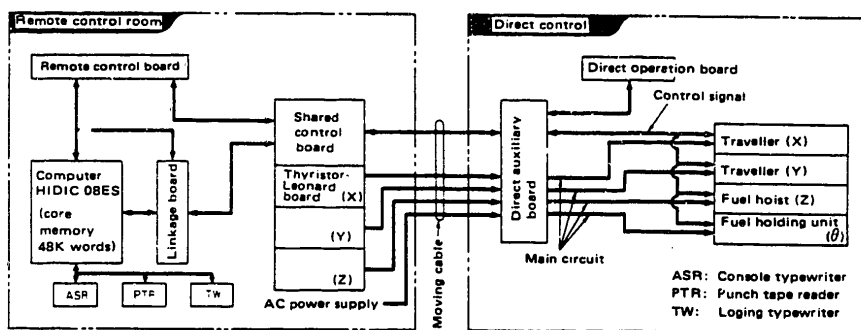 Remote control room
Remote control board
Computer
HIDIC 08ES
(core
memory
48K words)
Linkage board
ASR
PTR
TW
Shared
control
board
Thyristor-
Leonard
board (X)
(Y)
(Z)
AC power supply
Moving cable
Direct control
Direct operation board
Control signal
Direct auxiliary
board
Main circuit
Traveller (X)
Traveller (Y)
Fuel hoist (Z)
Fuel holding unit
(θ)
ASR: Console typewriter
PTR: Punch tape reader
TW: Loging typewriter